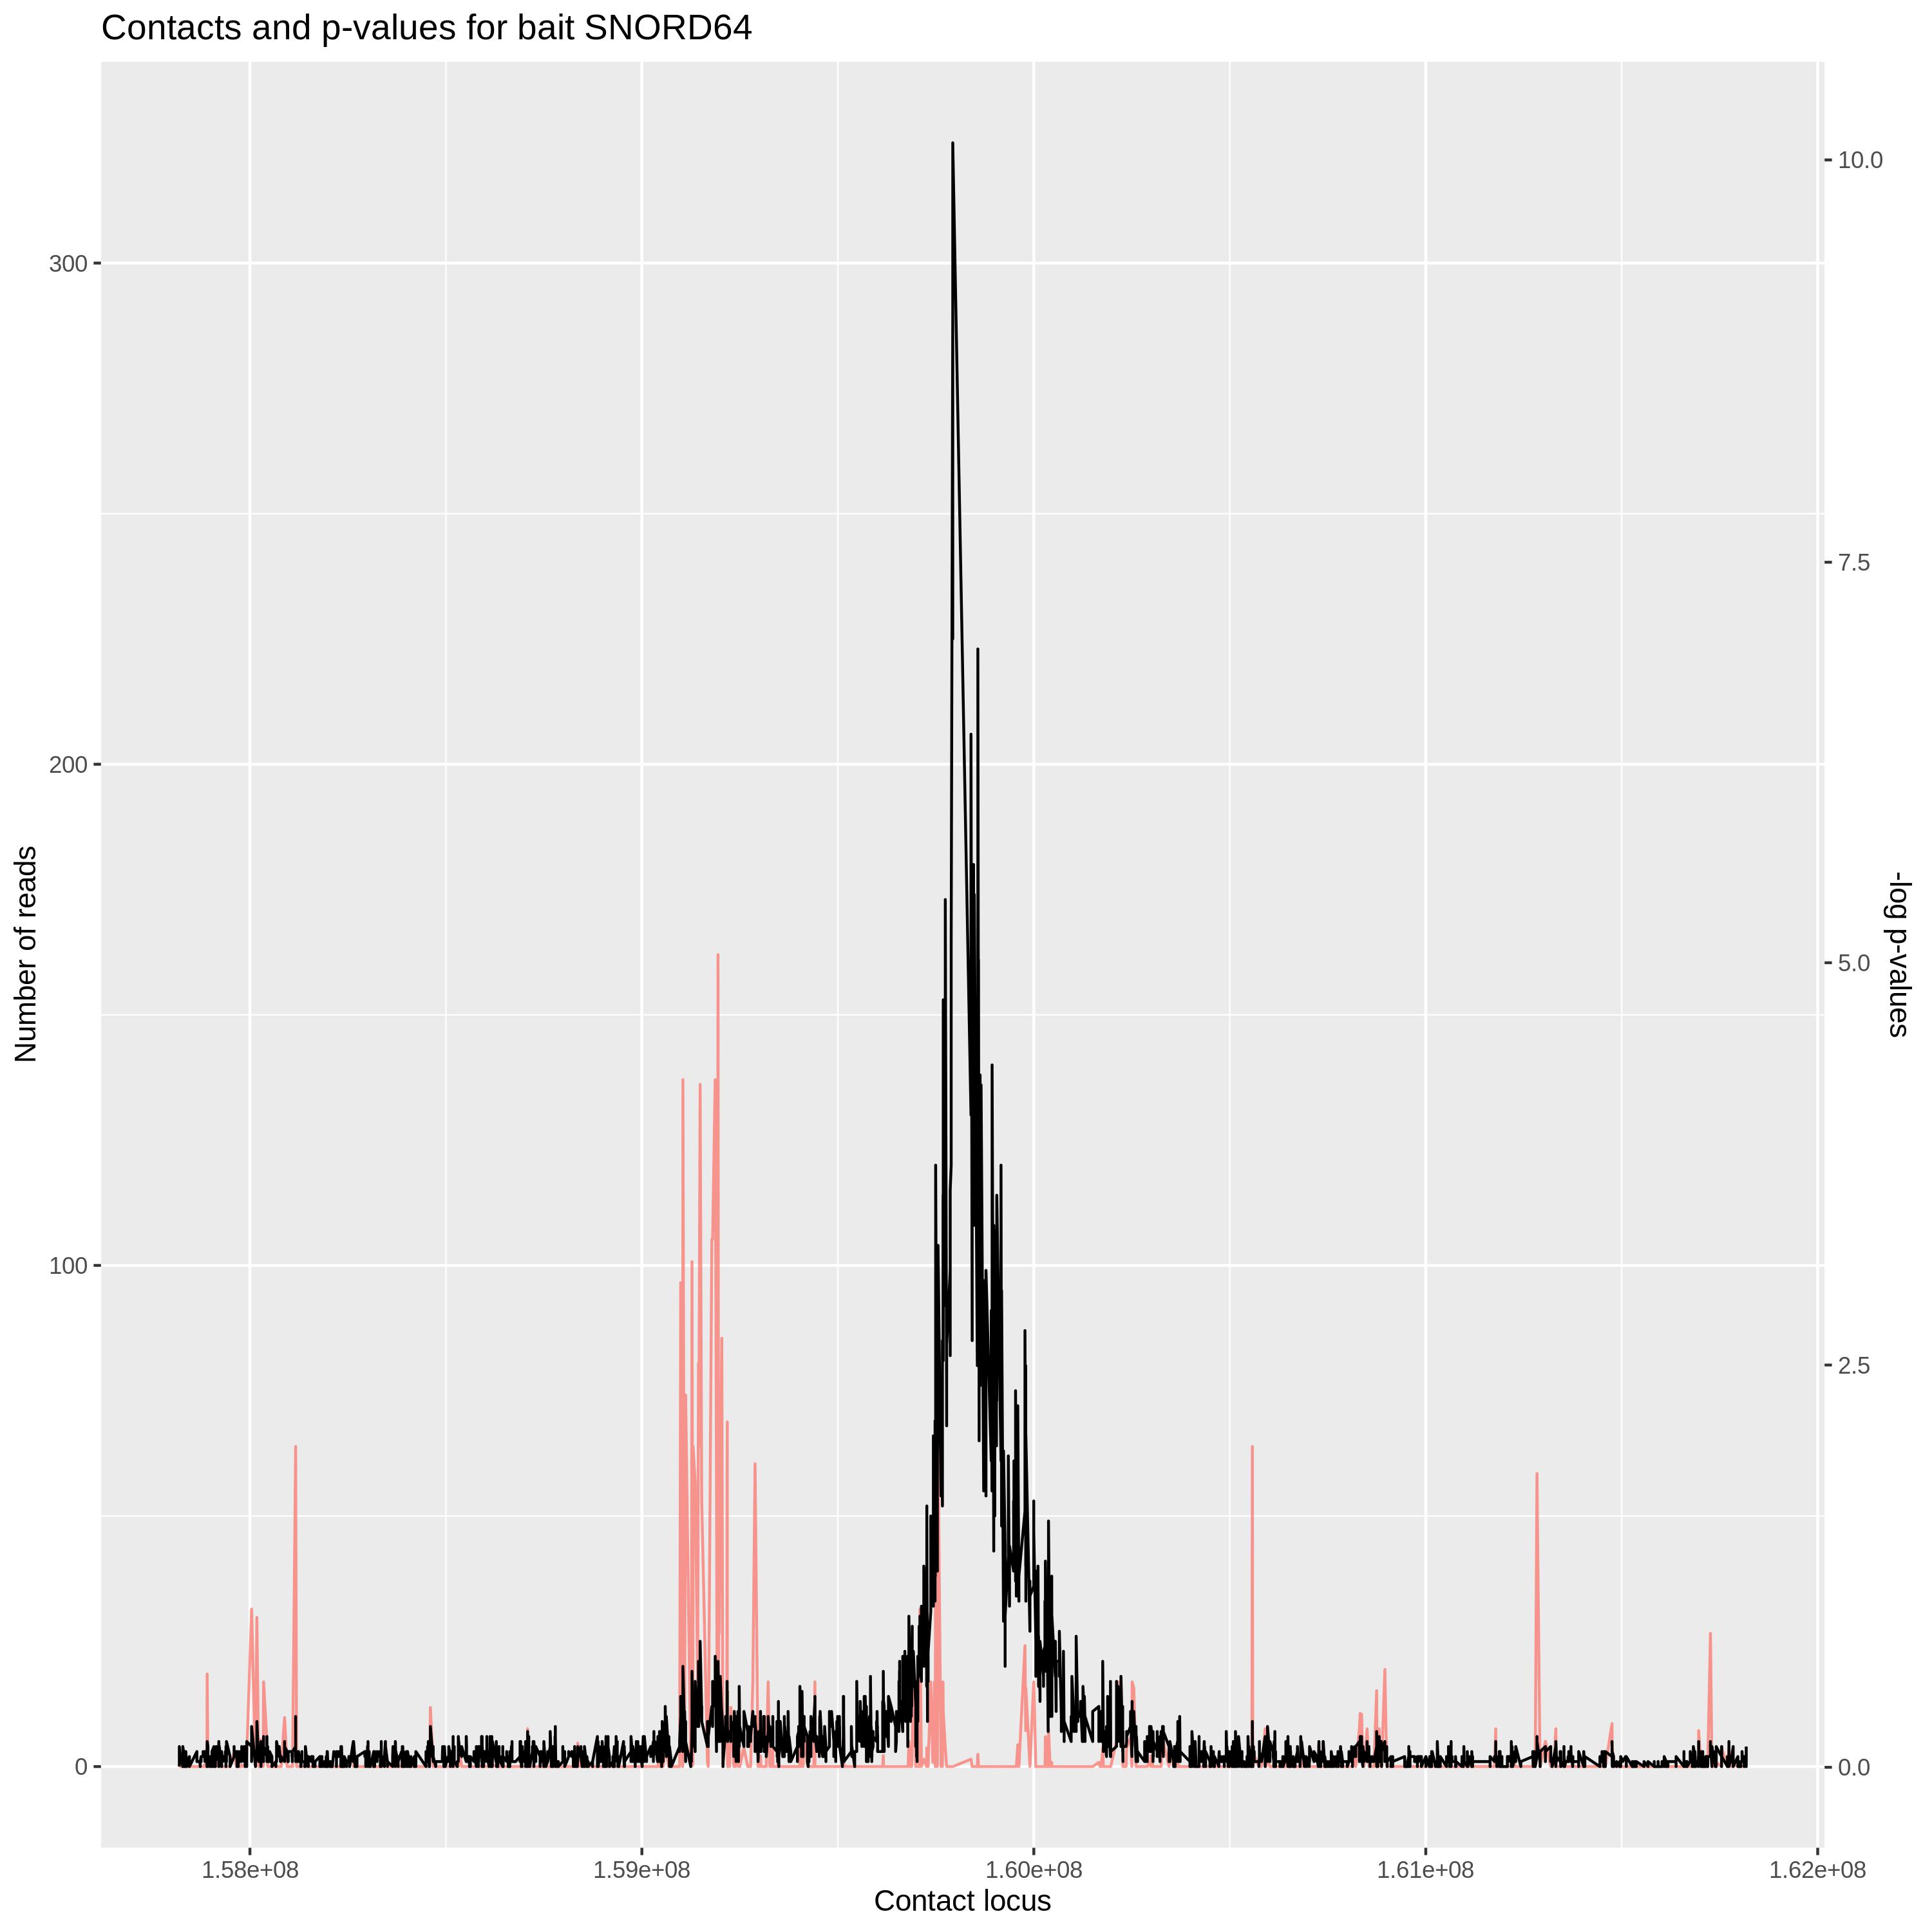 Contacts and p-values for bait SNORD64
300
200
100
0
10.0
7.5
5.0
2.5
0.0
Number of reads
-log p-values
1.58e+08 1.59e+08 1.60e+08 1.61e+08 1.62e+08
Contact locus